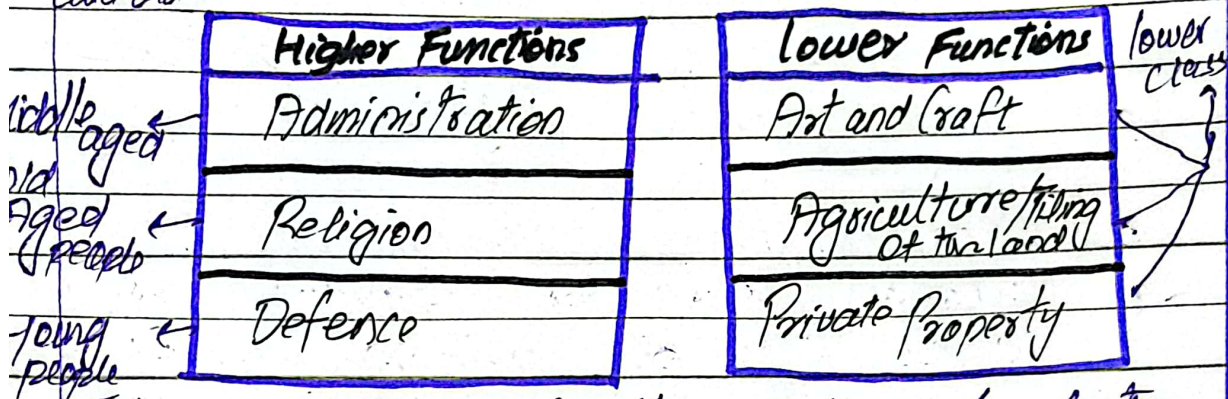 Higher Functions
Lower Functions
lower
class
Middle
aged
Administration
Art and Craft
old
Aged
people
Religion
Agriculture/Tiling
of the land
young
people
Defence
Private Property